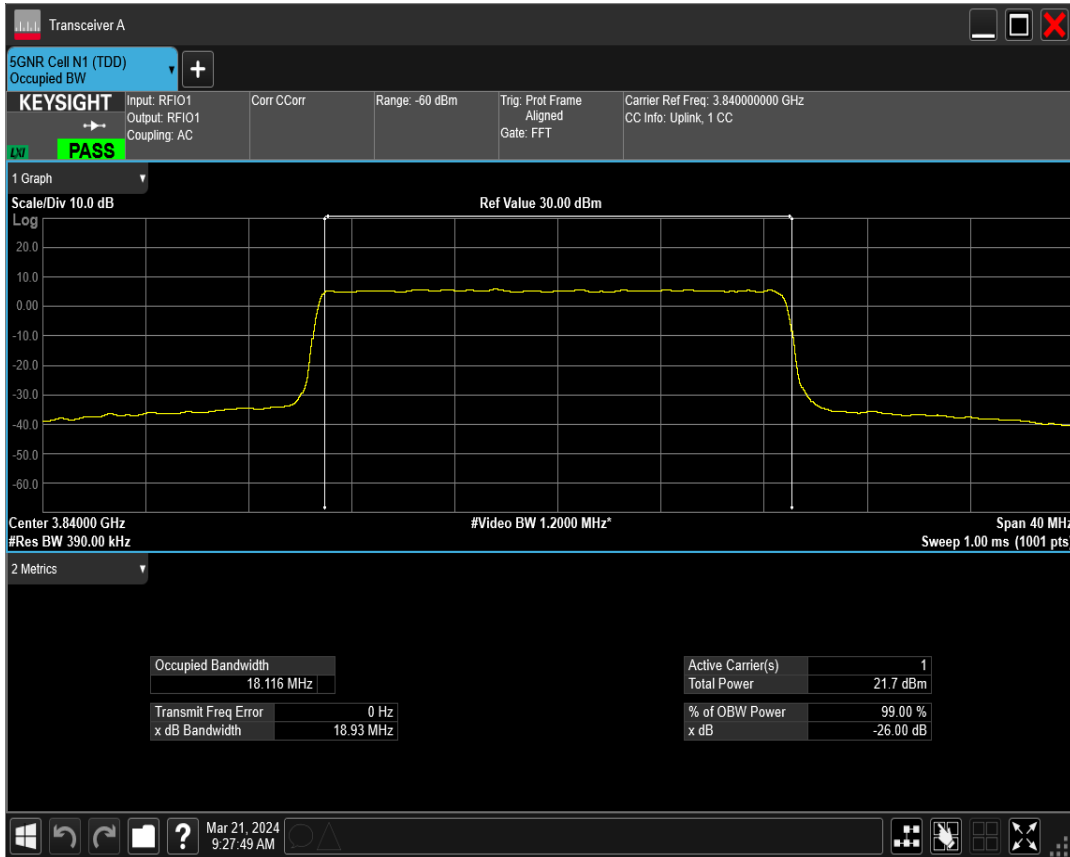 Transceiver A
5GNR Cell N1 (TDD)
Occupied BW
+
KEYSIGHT
LXI
PASS
Input: RFIO1
Output: RFIO1
Coupling: AC
Corr CCorr
Range: -60 dBm
Trig: Prot Frame
Aligned
Gate: FFT
Carrier Ref Freq: 3.840000000 GHz
CC Info: Uplink, 1 CC
1 Graph
Scale/Div 10.0 dB
Ref Value 30.00 dBm
Log
20.0
10.0
0.00
-10.0
-20.0
-30.0
-40.0
-50.0
-60.0
Center 3.84000 GHz
#Video BW 1.2000 MHz*
Span 40 MHz
#Res BW 390.00 kHz
Sweep 1.00 ms (1001 pts)
2 Metrics
Occupied Bandwidth
18.116 MHz
Transmit Freq Error 0 Hz
x dB Bandwidth 18.93 MHz
Active Carrier(s) 1
Total Power 21.7 dBm
% of OBW Power 99.00 %
x dB -26.00 dB
?
Mar 21, 2024
9:27:49 AM